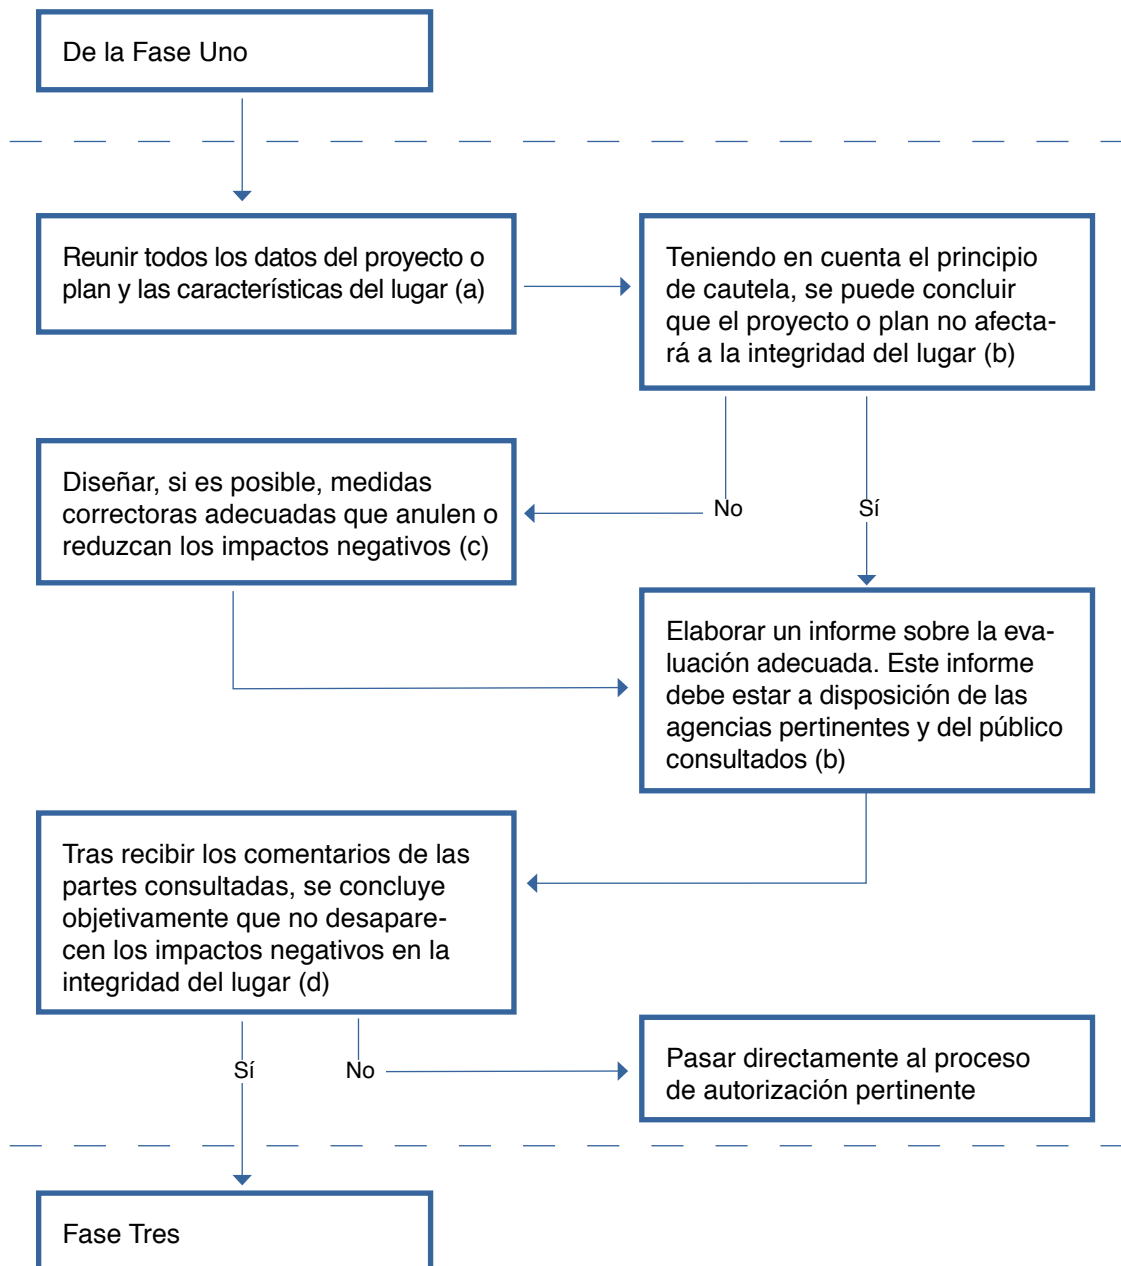 De la Fase Uno
Reunir todos los datos del proyecto o
plan y las características del lugar (a)
Teniendo en cuenta el principio
de cautela, se puede concluir
que el proyecto o plan no afecta-
rá a la integridad del lugar (b)
No
Sí
Diseñar, si es posible, medidas
correctoras adecuadas que anulen o
reduzcan los impactos negativos (c)
Elaborar un informe sobre la eva-
luación adecuada. Este informe
debe estar a disposición de las
agencias pertinentes y del público
consultados (b)
Tras recibir los comentarios de las
partes consultadas, se concluye
objetivamente que no desapare-
cen los impactos negativos en la
integridad del lugar (d)
Sí
No
Pasar directamente al proceso
de autorización pertinente
Fase Tres